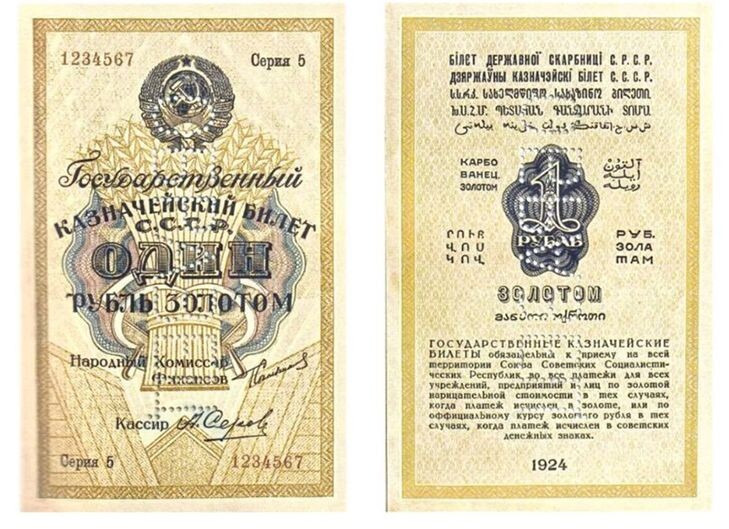 1234567 Серия 5
Государственный
КАЗНАЧЕЙСКИЙ БИЛЕТ
С.С.С.Р.
ОДИН
РУБЛЬ ЗОЛОТОМ
Народный Комиссар
Финансов
Кассир
Серия 5 1234567
БІЛЕТ ДЕРЖАВНОЇ СКАРБНИЦІ С.Р.С.Р.
ДЗЯРЖАЎНЫ КАЗНАЧЭЙСКІ БІЛЕТ С.С.С.Р.
КАРБО
ВАНЕЦ.
ЗОЛОТОМ
آلتون
1
РУБЛЬ
РУБ.
ЗОЛА
ТАМ
ЗОЛОТОМ
მანეთი ოქროთი
ГОСУДАРСТВЕННЫЕ КАЗНАЧЕЙСКИЕ
БИЛЕТЫ обязательны к приему на всей
территории Союза Советских Социалисти-
ческих Республик во все платежи для всех
учреждений, предприятий и лиц по золотой
нарицательной стоимости в тех случаях,
когда платеж исчислен в золоте, или по
официальному курсу золотого рубля в тех
случаях, когда платеж исчислен в советских
денежных знаках.
1924